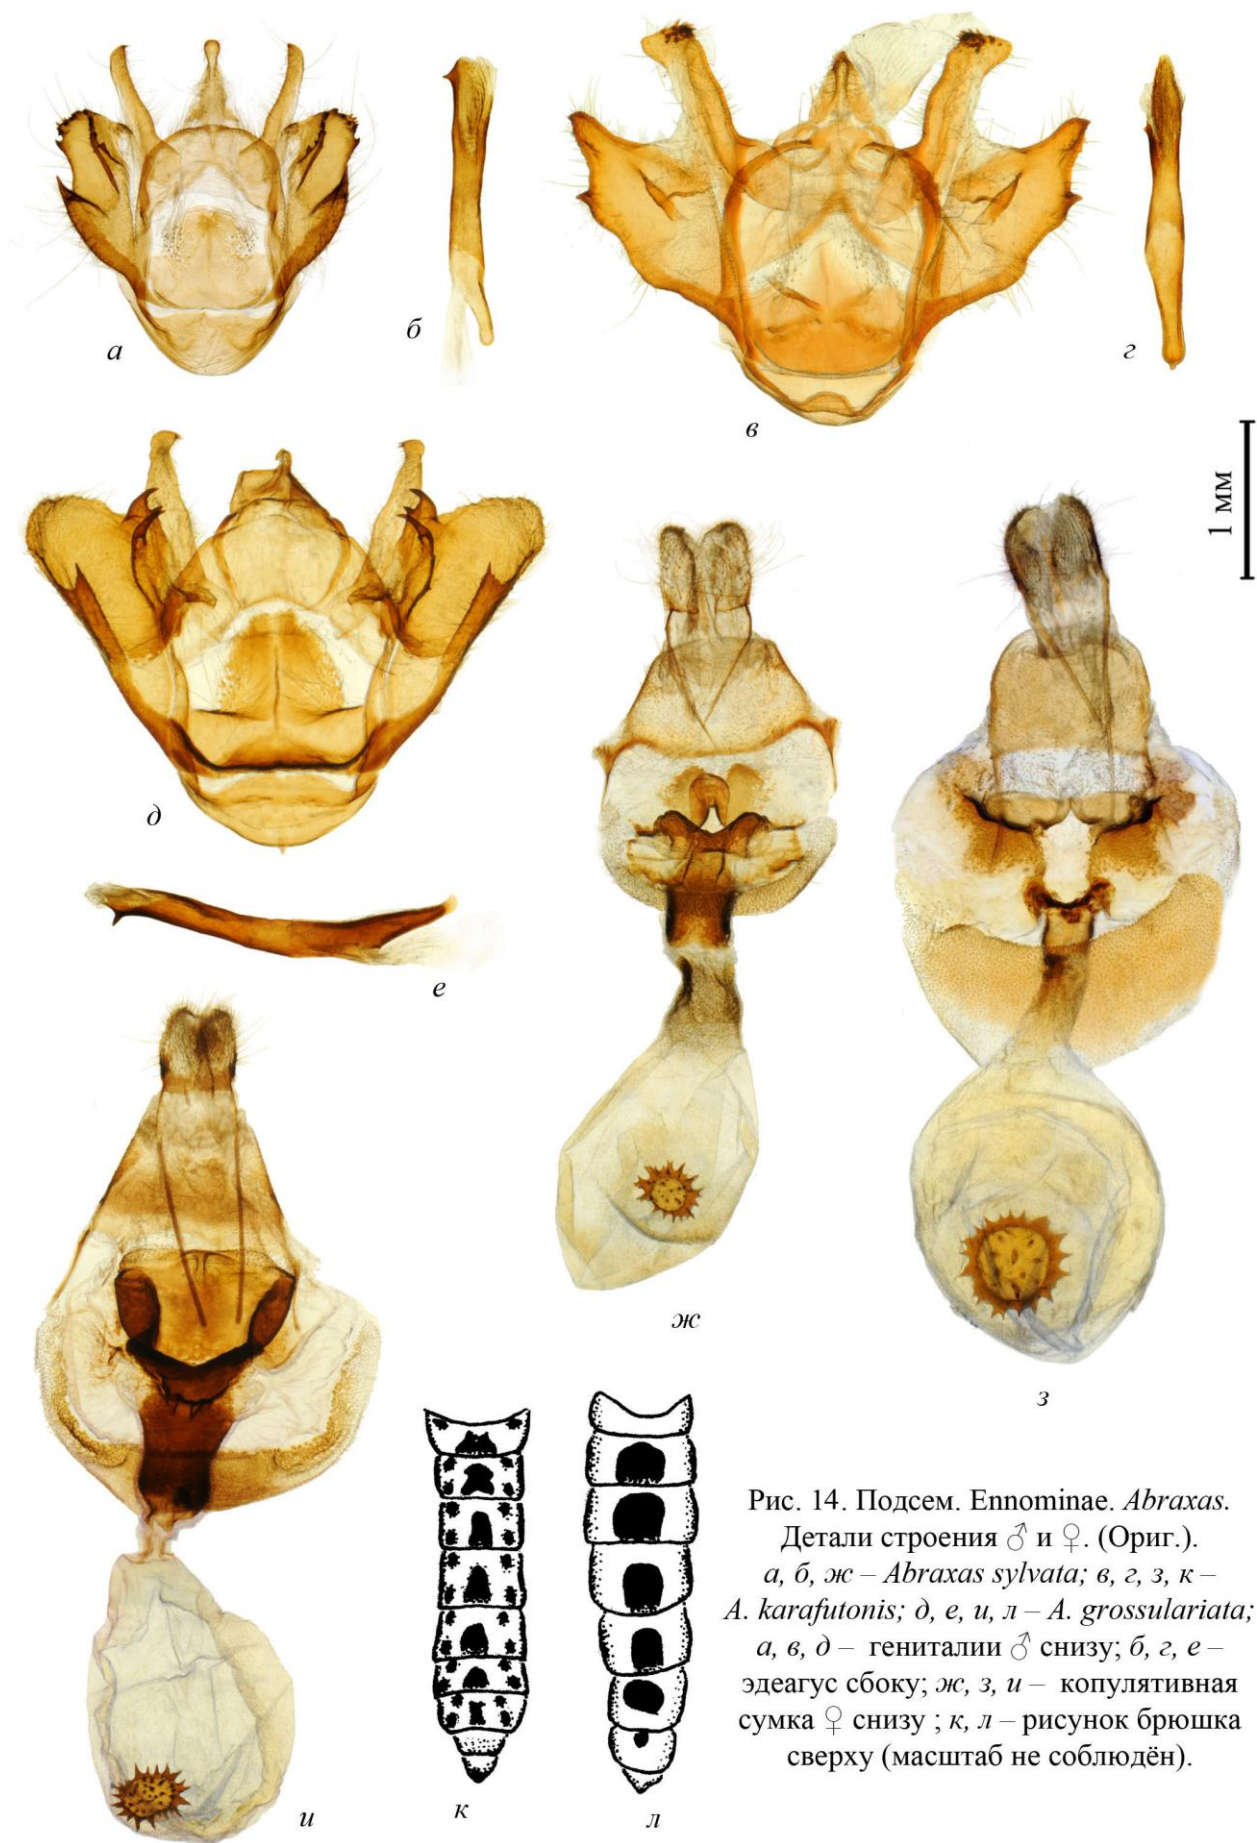 а
б
в
г
1 мм
д
е
ж
з
и
к
л
Рис. 14. Подсем. Ennominae. Abraxas.
Детали строения ♂ и ♀. (Ориг.).
а, б, ж – Abraxas sylvata; в, г, з, к –
A. karafutonis; д, е, и, л – A. grossulariata;
а, в, д – гениталии ♂ снизу; б, г, е –
эдеагус сбоку; ж, з, и – копулятивная
сумка ♀ снизу ; к, л – рисунок брюшка
сверху (масштаб не соблюдён).